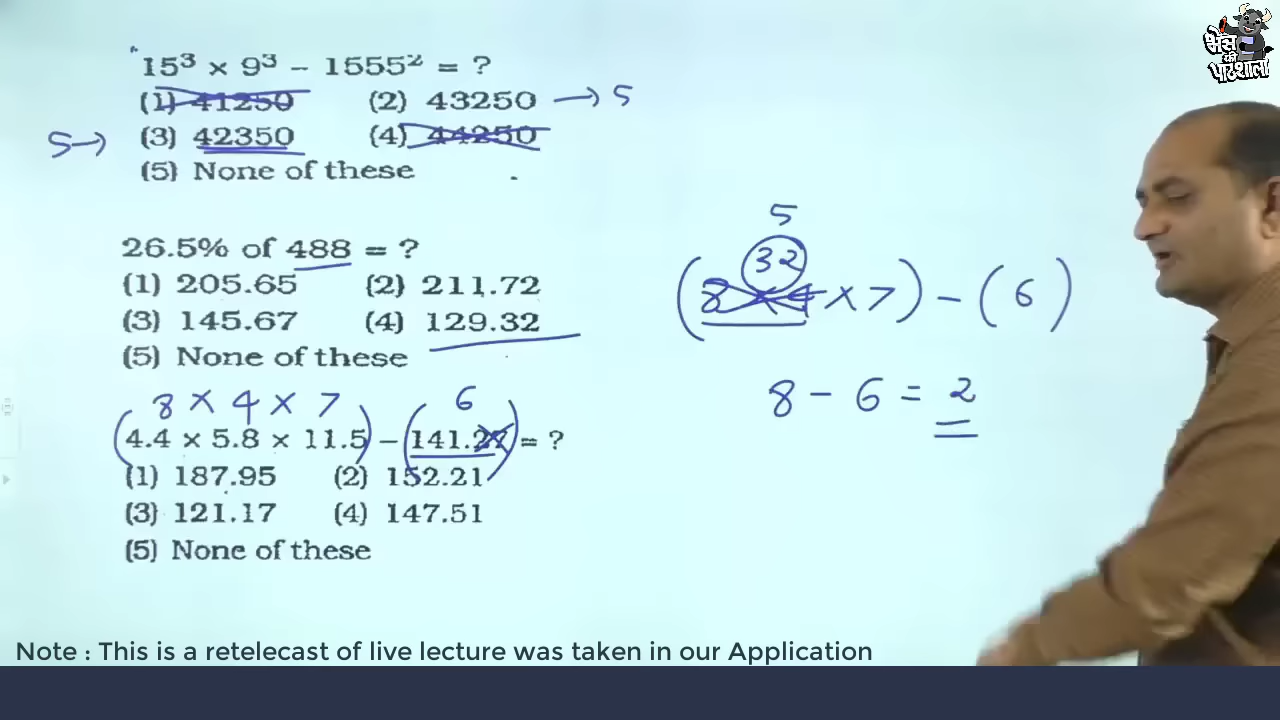 भैंस की पाठशाला
15³ × 9³ – 1555² = ?
(1) 41250 (2) 43250 → 5
5 → (3) 42350 (4) 44250
(5) None of these
26.5% of 488 = ?
(1) 205.65 (2) 211.72
(3) 145.67 (4) 129.32
(5) None of these
8 × 4 × 7 6
(4.4 × 5.8 × 11.5) – (141.27) = ?
(1) 187.95 (2) 152.21
(3) 121.17 (4) 147.51
(5) None of these
5
32
(8 × 4 × 7) – (6)
8 – 6 = 2
Note : This is a retelecast of live lecture was taken in our Application